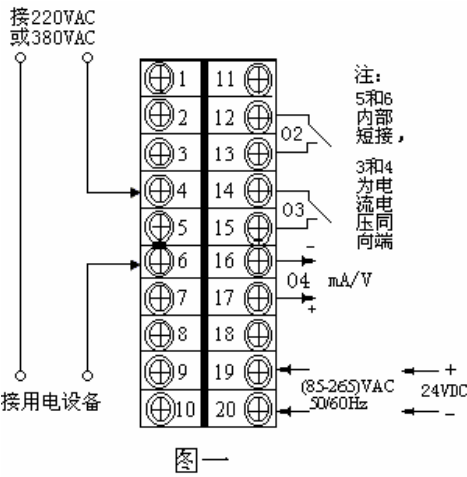 接220VAC
或380VAC
1 11
2 12
3 13
4 14
5 15
6 16
7 17
8 18
9 19
10 20
O2
O3
-
O4 mA/V
+
注:
5和6
内部
短接，
3和4
为电
流电
压同
向端
(85-265)VAC
50/60Hz
+
24VDC
-
接用电设备
图一